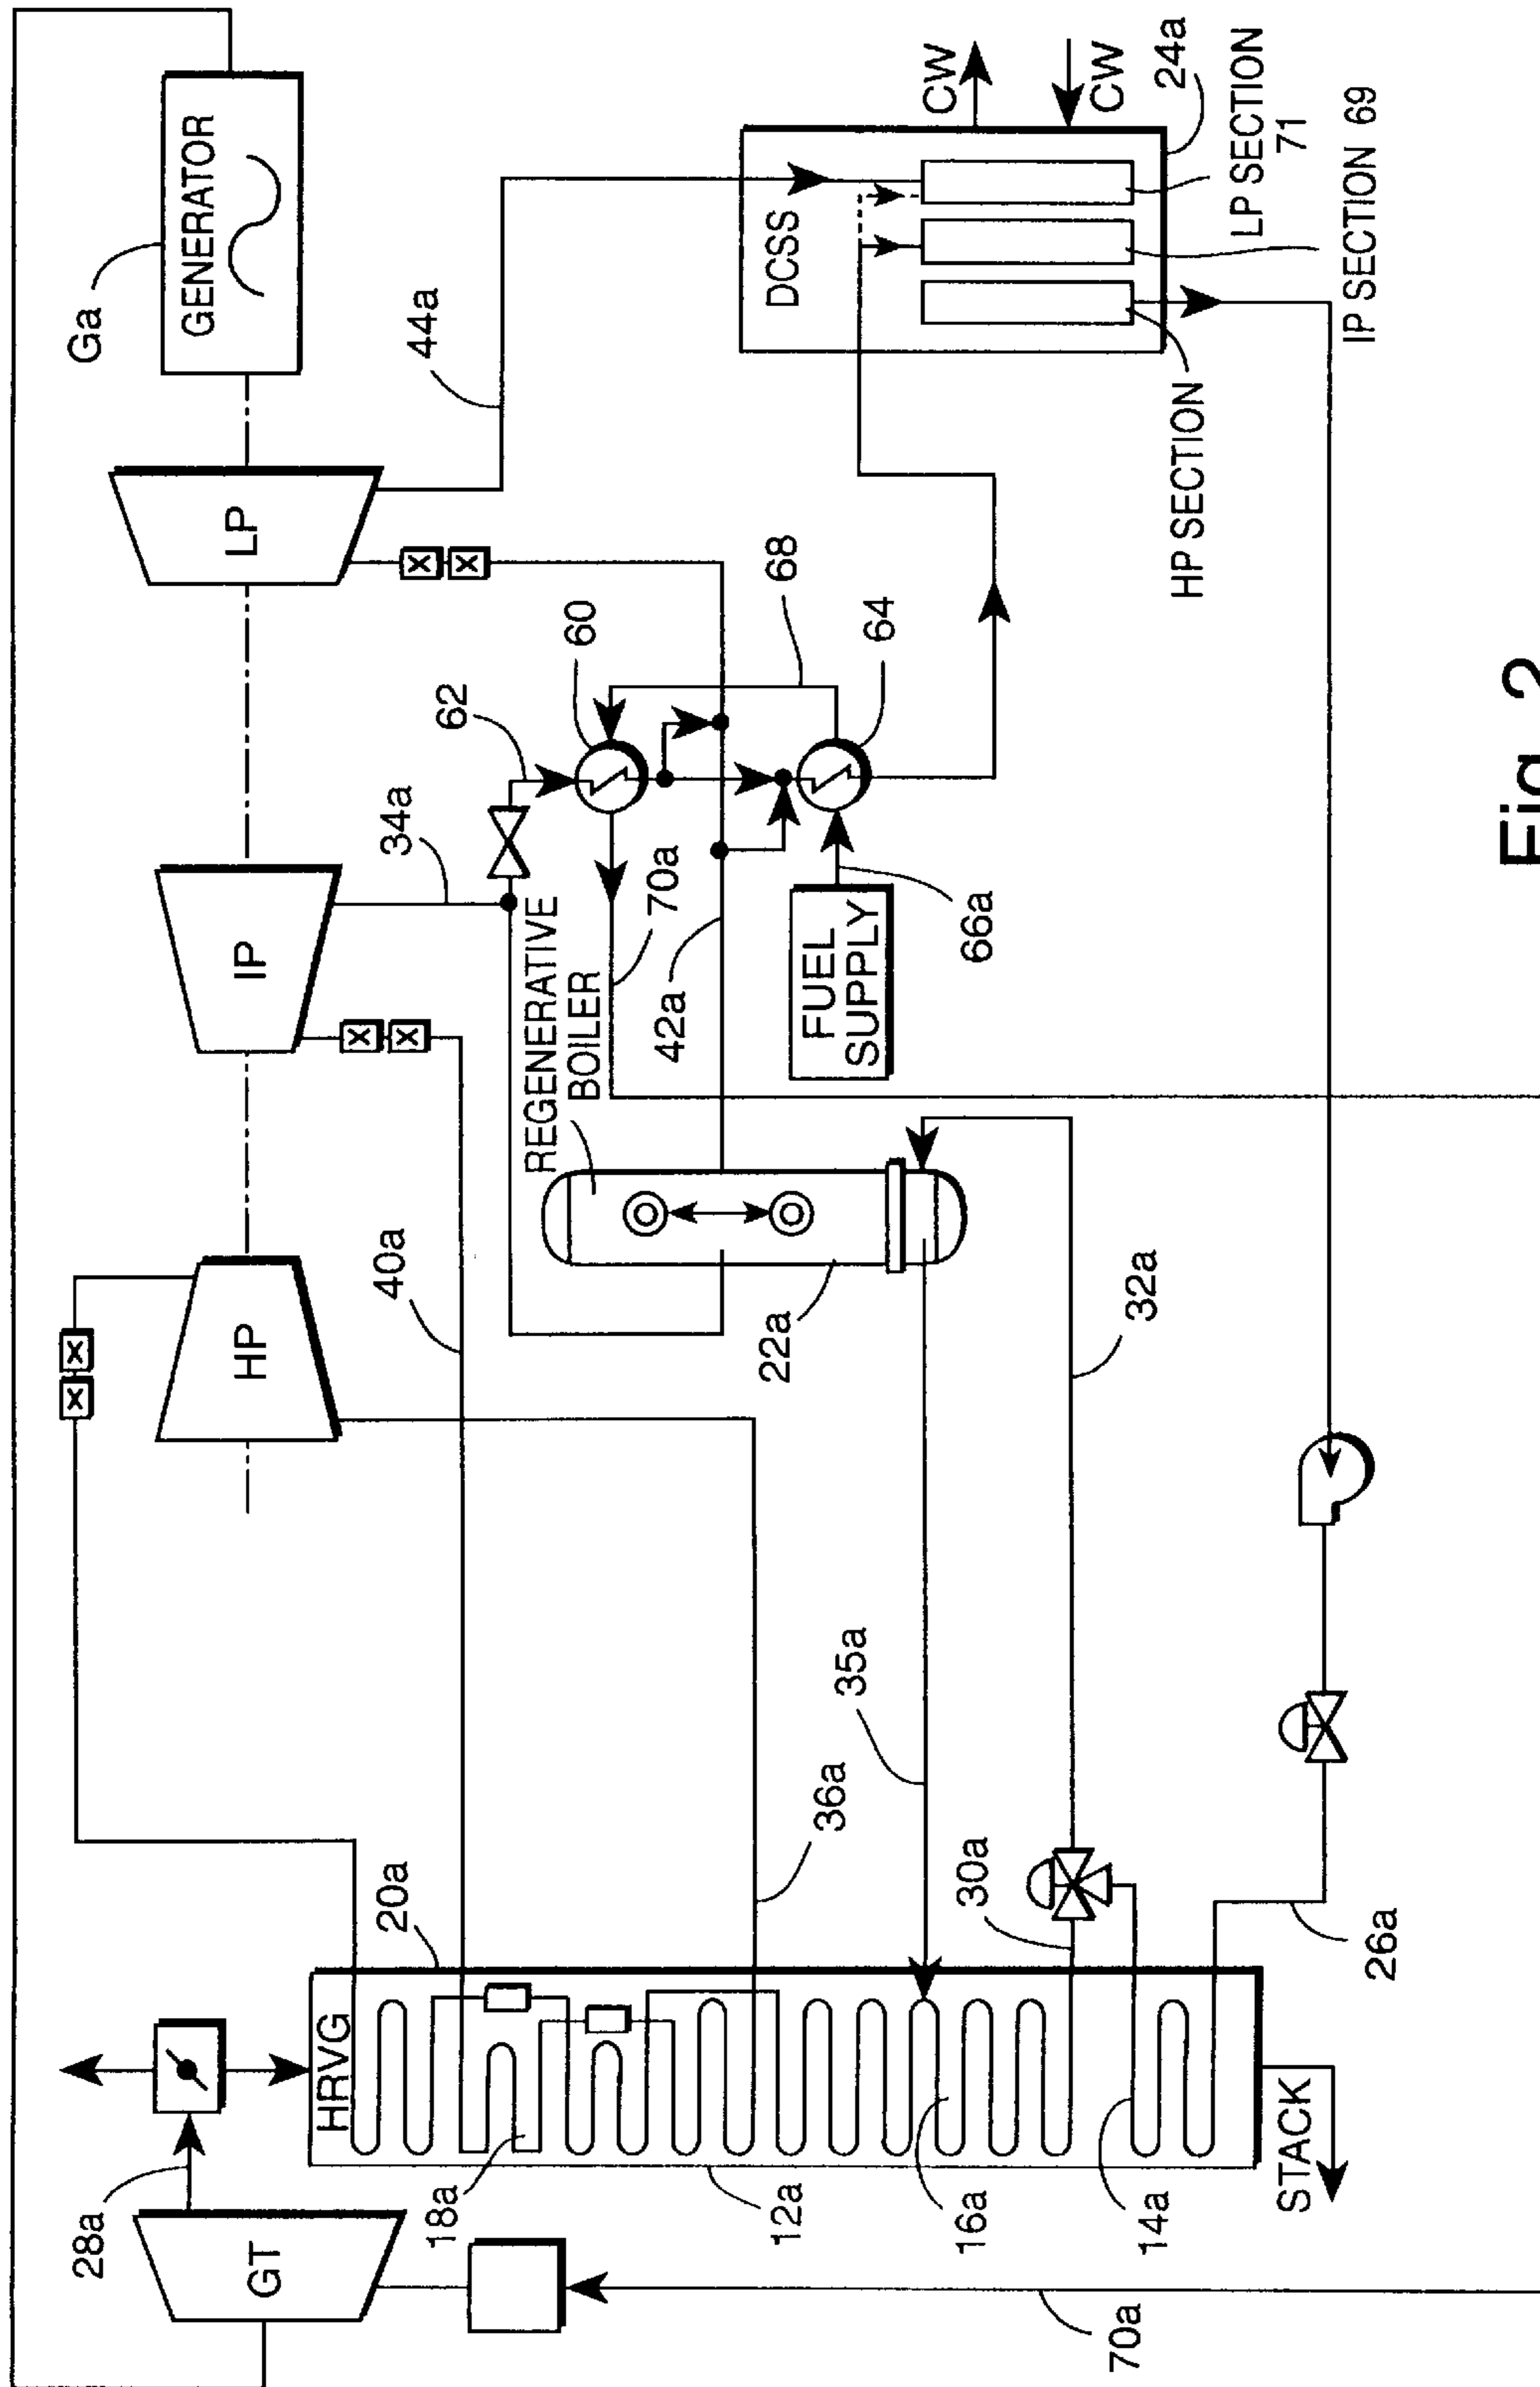 Ga
GENERATOR
LP
IP
HP
GT
44a
DCSS
CW
CW
24a
LP SECTION
71
IP SECTION 69
HP SECTION
62
60
68
64
34a
REGENERATIVE
BOILER
70a
42a
FUEL
SUPPLY
66a
40a
22a
32a
36a
35a
30a
26a
20a
HRVG
28a
18a
12a
16a
14a
STACK
70a
X
X
X
X
X
X
Fig. 2